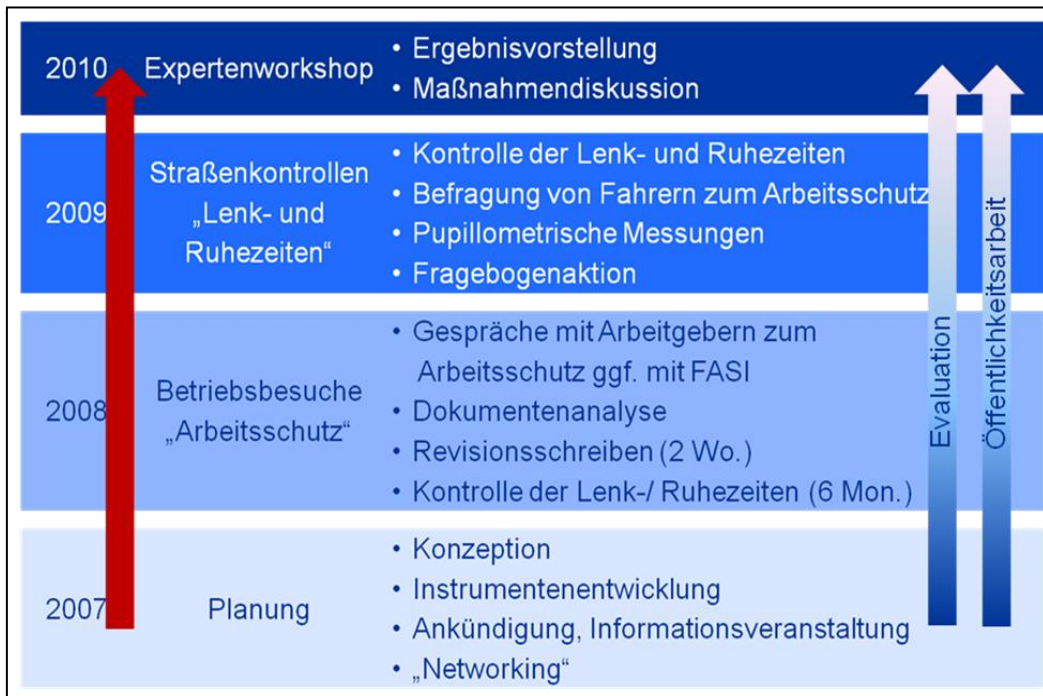 2010
Expertenworkshop
• Ergebnisvorstellung
• Maßnahmendiskussion
2009
Straßenkontrollen
„Lenk- und
Ruhezeiten“
• Kontrolle der Lenk- und Ruhezeiten
• Befragung von Fahrern zum Arbeitsschutz
• Pupillometrische Messungen
• Fragebogenaktion
2008
Betriebsbesuche
„Arbeitsschutz“
• Gespräche mit Arbeitgebern zum
Arbeitsschutz ggf. mit FASI
• Dokumentenanalyse
• Revisionsschreiben (2 Wo.)
• Kontrolle der Lenk-/ Ruhezeiten (6 Mon.)
2007
Planung
• Konzeption
• Instrumentenentwicklung
• Ankündigung, Informationsveranstaltung
• „Networking“
Evaluation
Öffentlichkeitsarbeit